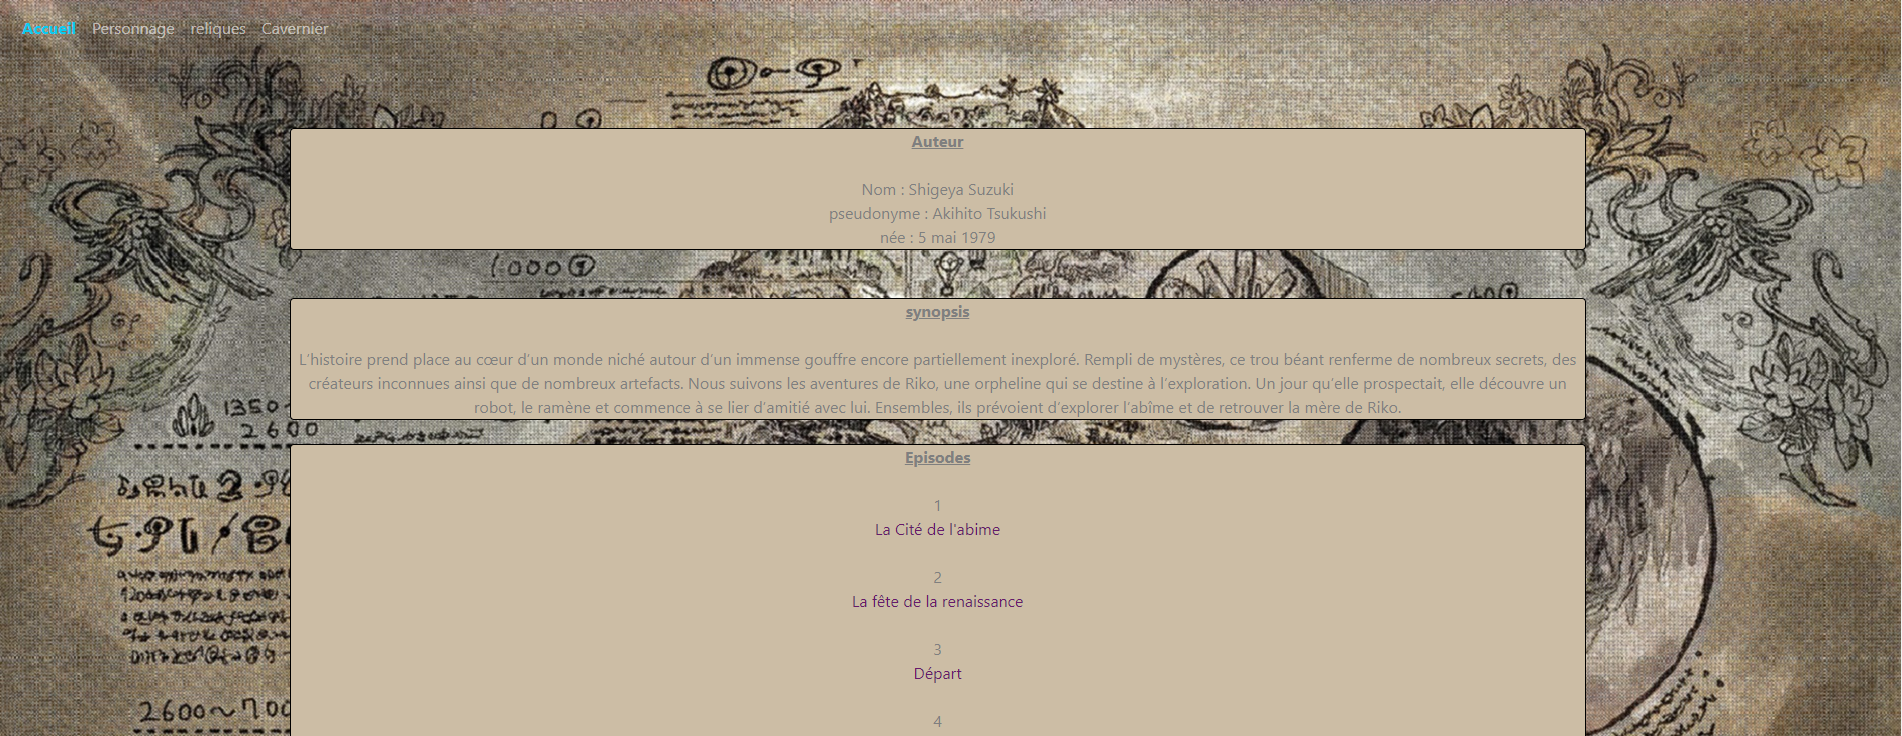 Accueil Personnage reliques Cavernier
1000
Auteur
Nom : Shigeya Suzuki
pseudonyme : Akihito Tsukushi
née : 5 mai 1979
synopsis
L'histoire prend place au cœur d'un monde niché autour d'un immense gouffre encore partiellement inexploré. Rempli de mystères, ce trou béant renferme de nombreux secrets, des
créateurs inconnues ainsi que de nombreux artefacts. Nous suivons les aventures de Riko, une orpheline qui se destine à l'exploration. Un jour qu'elle prospectait, elle découvre un
robot, le ramène et commence à se lier d'amitié avec lui. Ensembles, ils prévoient d'explorer l'abîme et de retrouver la mère de Riko.
1350
2600
Episodes
1
La Cité de l'abime
2
La fête de la renaissance
3
Départ
4
2600~700